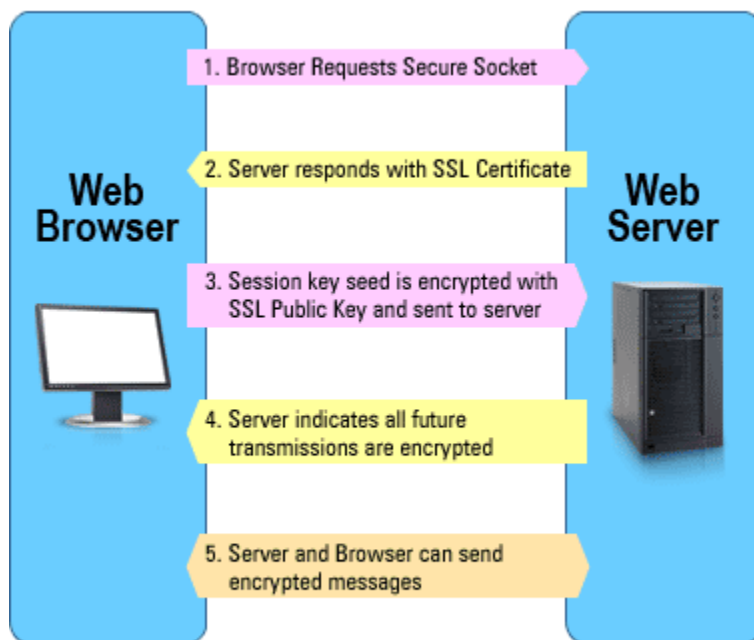 1. Browser Requests Secure Socket
2. Server responds with SSL Certificate
Web
Browser
Web
Server
3. Session key seed is encrypted with
SSL Public Key and sent to server
4. Server indicates all future
transmissions are encrypted
5. Server and Browser can send
encrypted messages